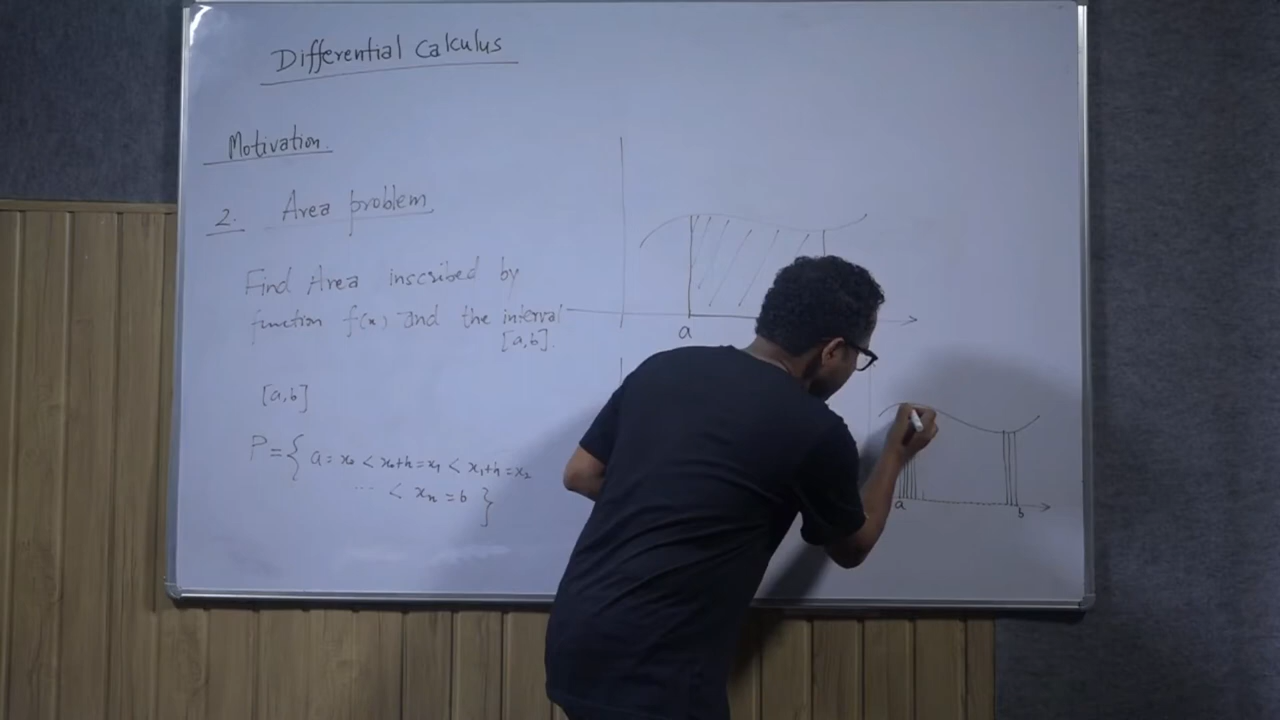 Differential Calculus
Motivation.
2. Area problem
Find Area inscribed by
function f(x) and the interval
[a,b].
[a,b]
P = { a = x₀ < x₀+h = x₁ < x₁+h = x₂
... < xₙ = b }
a
a
b